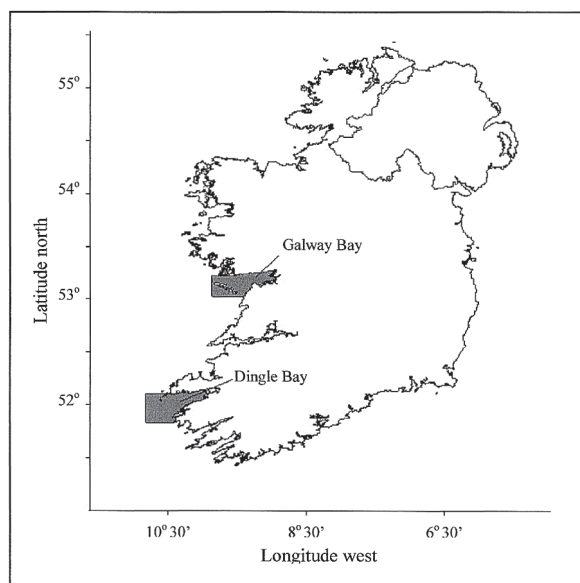 55°
54°
Galway Bay
53°
Dingle Bay
52°
Latitude north
10° 30′ 8° 30′ 6° 30′
Longitude west